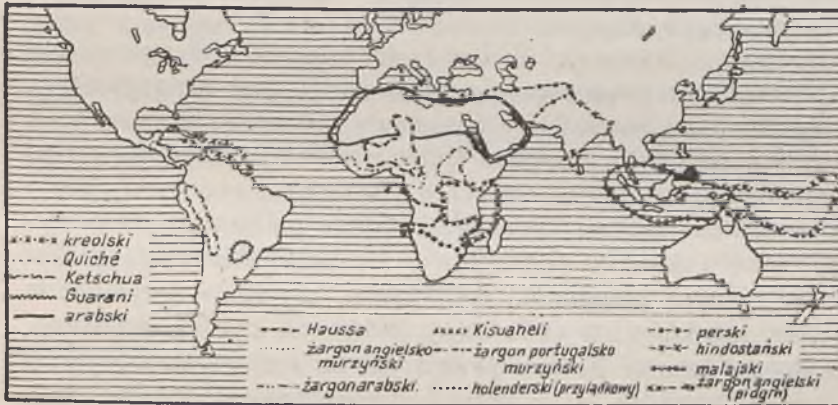 kreolski
Quiché
Ketschua
Guarani
arabski
Haussa
żargon angielsko
murzyński
żargon arabski.
Kisuaheli
żargon portugalsko
murzyński
holenderski (przylądkowy)
perski
hindostański
malajski
żargon angielski
(pidgin)